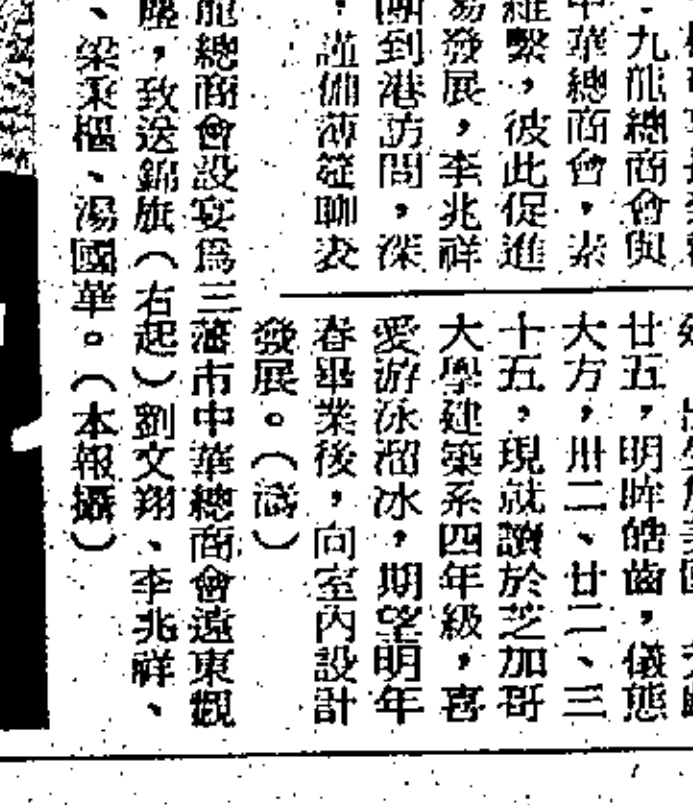 九龍總商會與
中華總商會，素
維繫，彼此促進
易發展，李兆祥
團到港訪問，深
，謹備薄筵聊表
廿五，明眸皓齒，儀態
大方，卅二、廿二、三
十五，現就讀於芝加哥
大學建築系四年級，喜
愛游泳溜冰，期望明年
春畢業後，向室內設計
發展。（濤）
龍總商會設宴爲三藩市中華總商會遠東觀
塵，致送錦旗（右起）劉文翔、李兆祥、
、梁秉樞、湯國華。（本報攝）